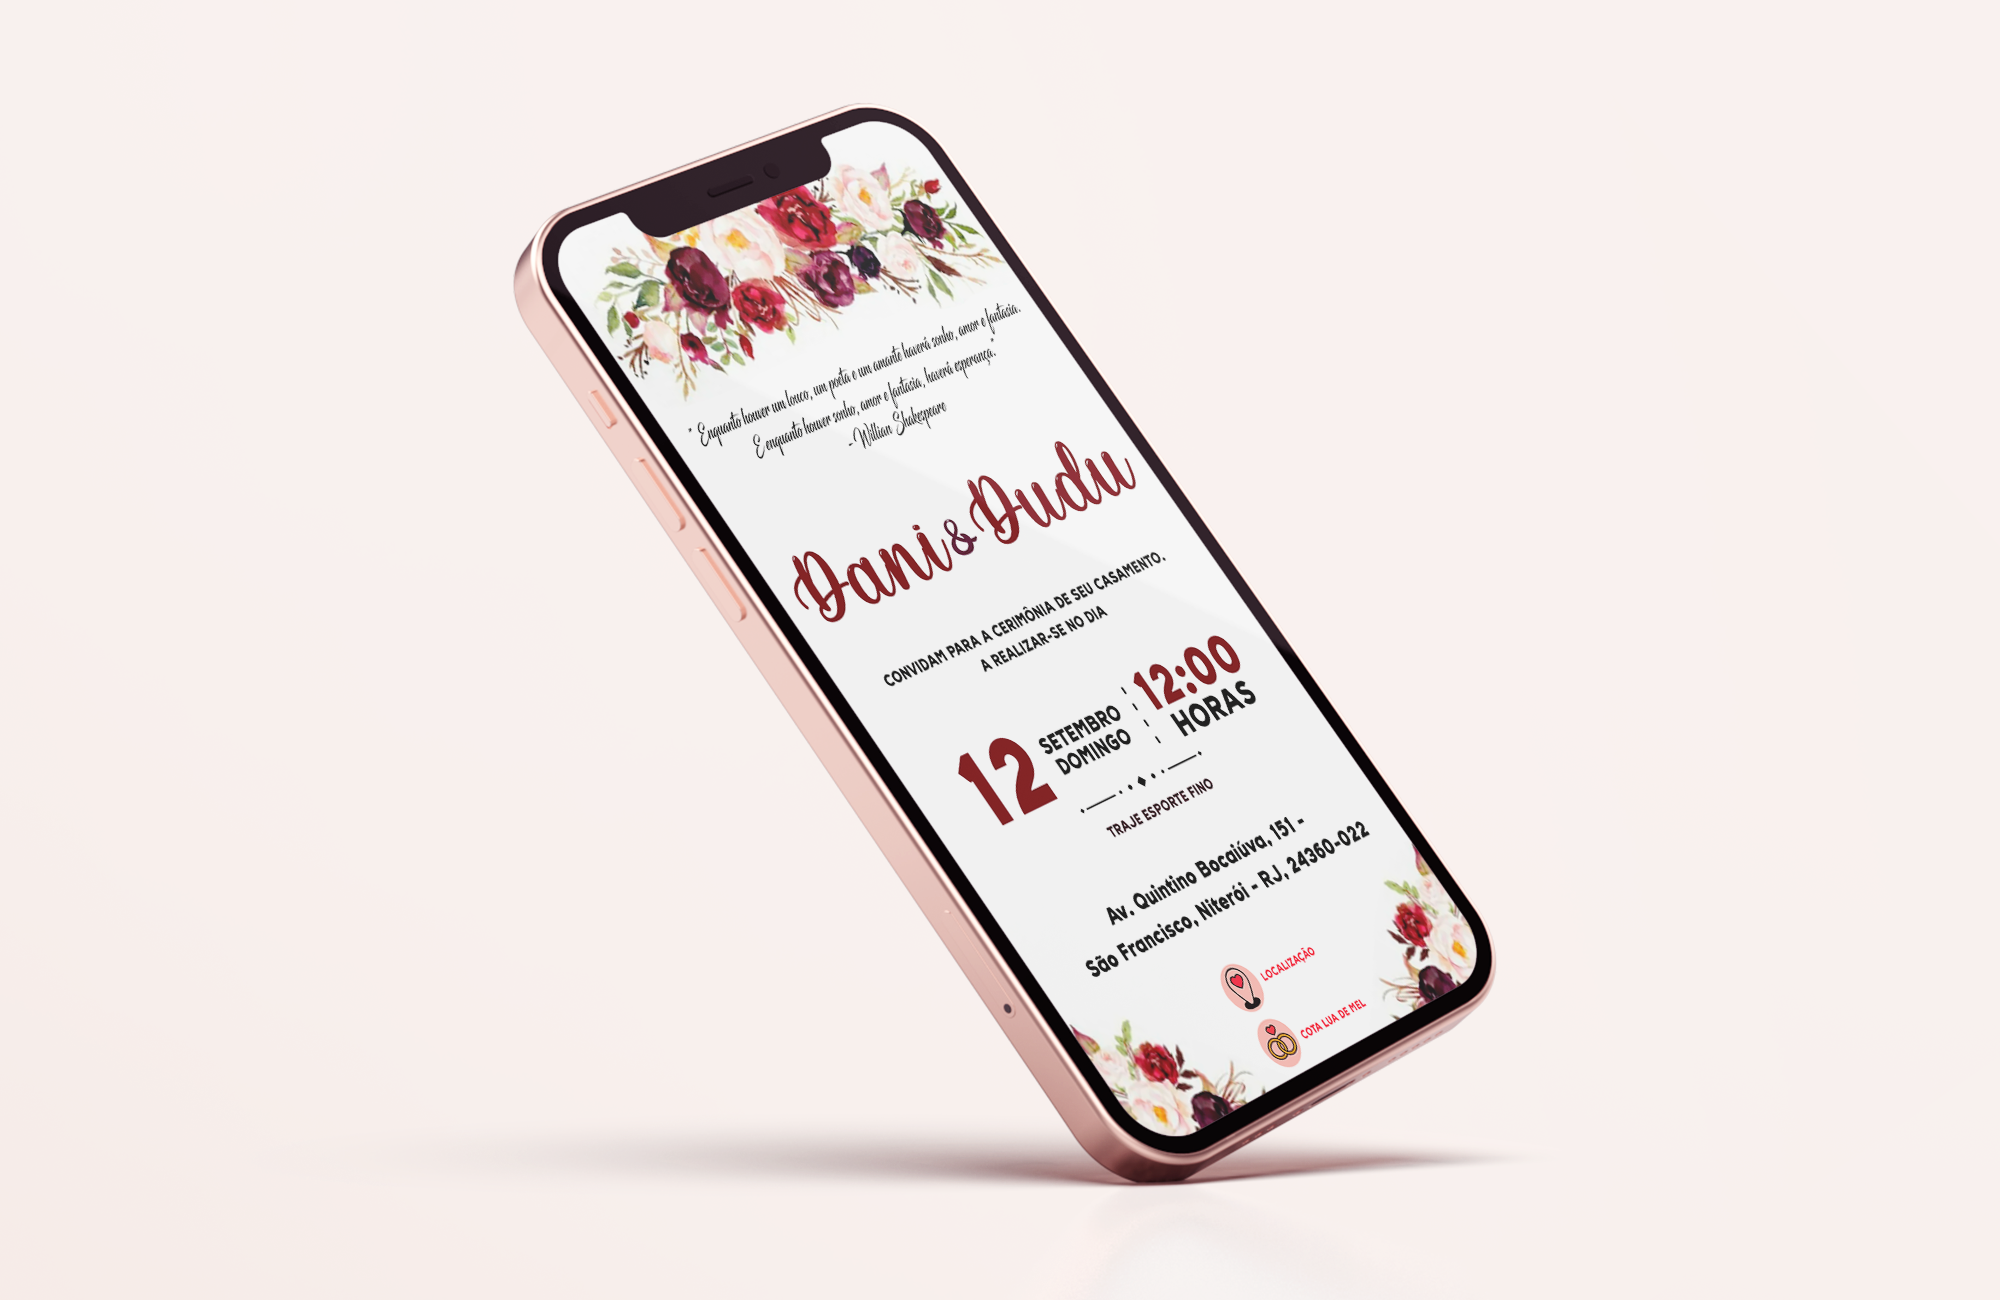 " Enquanto houver um louco, um poeta e um amante haverá sonho, amor e fantasia.
E enquanto houver sonho, amor e fantasia, haverá esperança."
- Willian Shakespeare
Dani & Dudu
CONVIDAM PARA A CERIMÔNIA DE SEU CASAMENTO.
A REALIZAR-SE NO DIA
12 SETEMBRO
DOMINGO
12:00
HORAS
TRAJE ESPORTE FINO
Av. Quintino Bocaiúva, 151 -
São Francisco, Niterói - RJ, 24360-022
LOCALIZAÇÃO
COTA LUA DE MEL